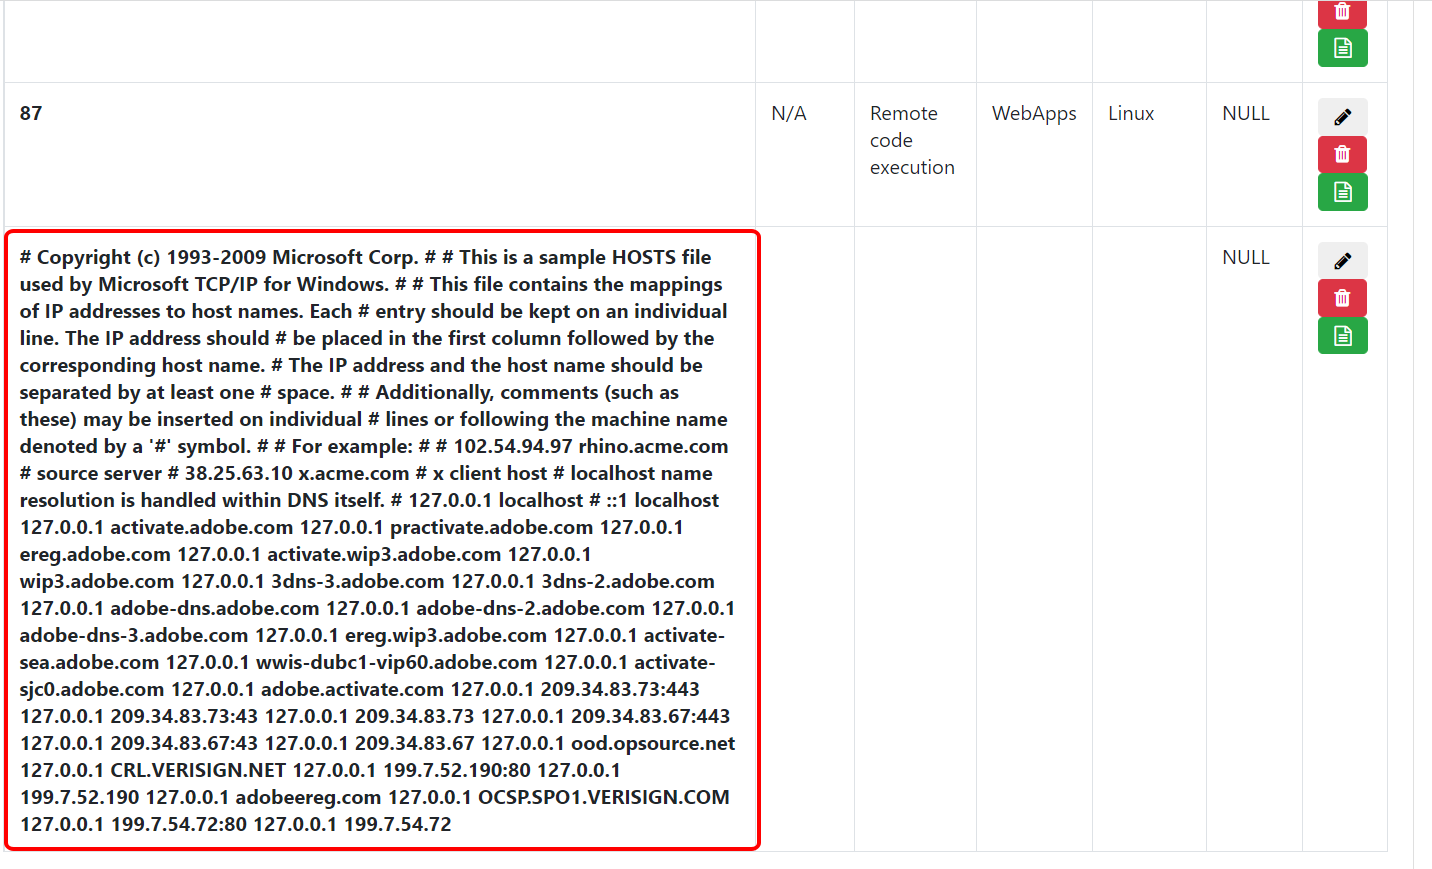 87
N/A
Remote
code
execution
WebApps
Linux
NULL
# Copyright (c) 1993-2009 Microsoft Corp. # # This is a sample HOSTS file
used by Microsoft TCP/IP for Windows. # # This file contains the mappings
of IP addresses to host names. Each # entry should be kept on an individual
line. The IP address should # be placed in the first column followed by the
corresponding host name. # The IP address and the host name should be
separated by at least one # space. # # Additionally, comments (such as
these) may be inserted on individual # lines or following the machine name
denoted by a '#' symbol. # # For example: # # 102.54.94.97 rhino.acme.com
# source server # 38.25.63.10 x.acme.com # x client host # localhost name
resolution is handled within DNS itself. # 127.0.0.1 localhost # ::1 localhost
127.0.0.1 activate.adobe.com 127.0.0.1 practivate.adobe.com 127.0.0.1
ereg.adobe.com 127.0.0.1 activate.wip3.adobe.com 127.0.0.1
wip3.adobe.com 127.0.0.1 3dns-3.adobe.com 127.0.0.1 3dns-2.adobe.com
127.0.0.1 adobe-dns.adobe.com 127.0.0.1 adobe-dns-2.adobe.com 127.0.0.1
adobe-dns-3.adobe.com 127.0.0.1 ereg.wip3.adobe.com 127.0.0.1 activate-
sea.adobe.com 127.0.0.1 wwis-dubc1-vip60.adobe.com 127.0.0.1 activate-
sjc0.adobe.com 127.0.0.1 adobe.activate.com 127.0.0.1 209.34.83.73:443
127.0.0.1 209.34.83.73:43 127.0.0.1 209.34.83.73 127.0.0.1 209.34.83.67:443
127.0.0.1 209.34.83.67:43 127.0.0.1 209.34.83.67 127.0.0.1 ood.opsource.net
127.0.0.1 CRL.VERISIGN.NET 127.0.0.1 199.7.52.190:80 127.0.0.1
199.7.52.190 127.0.0.1 adobeereg.com 127.0.0.1 OCSP.SPO1.VERISIGN.COM
127.0.0.1 199.7.54.72:80 127.0.0.1 199.7.54.72
NULL